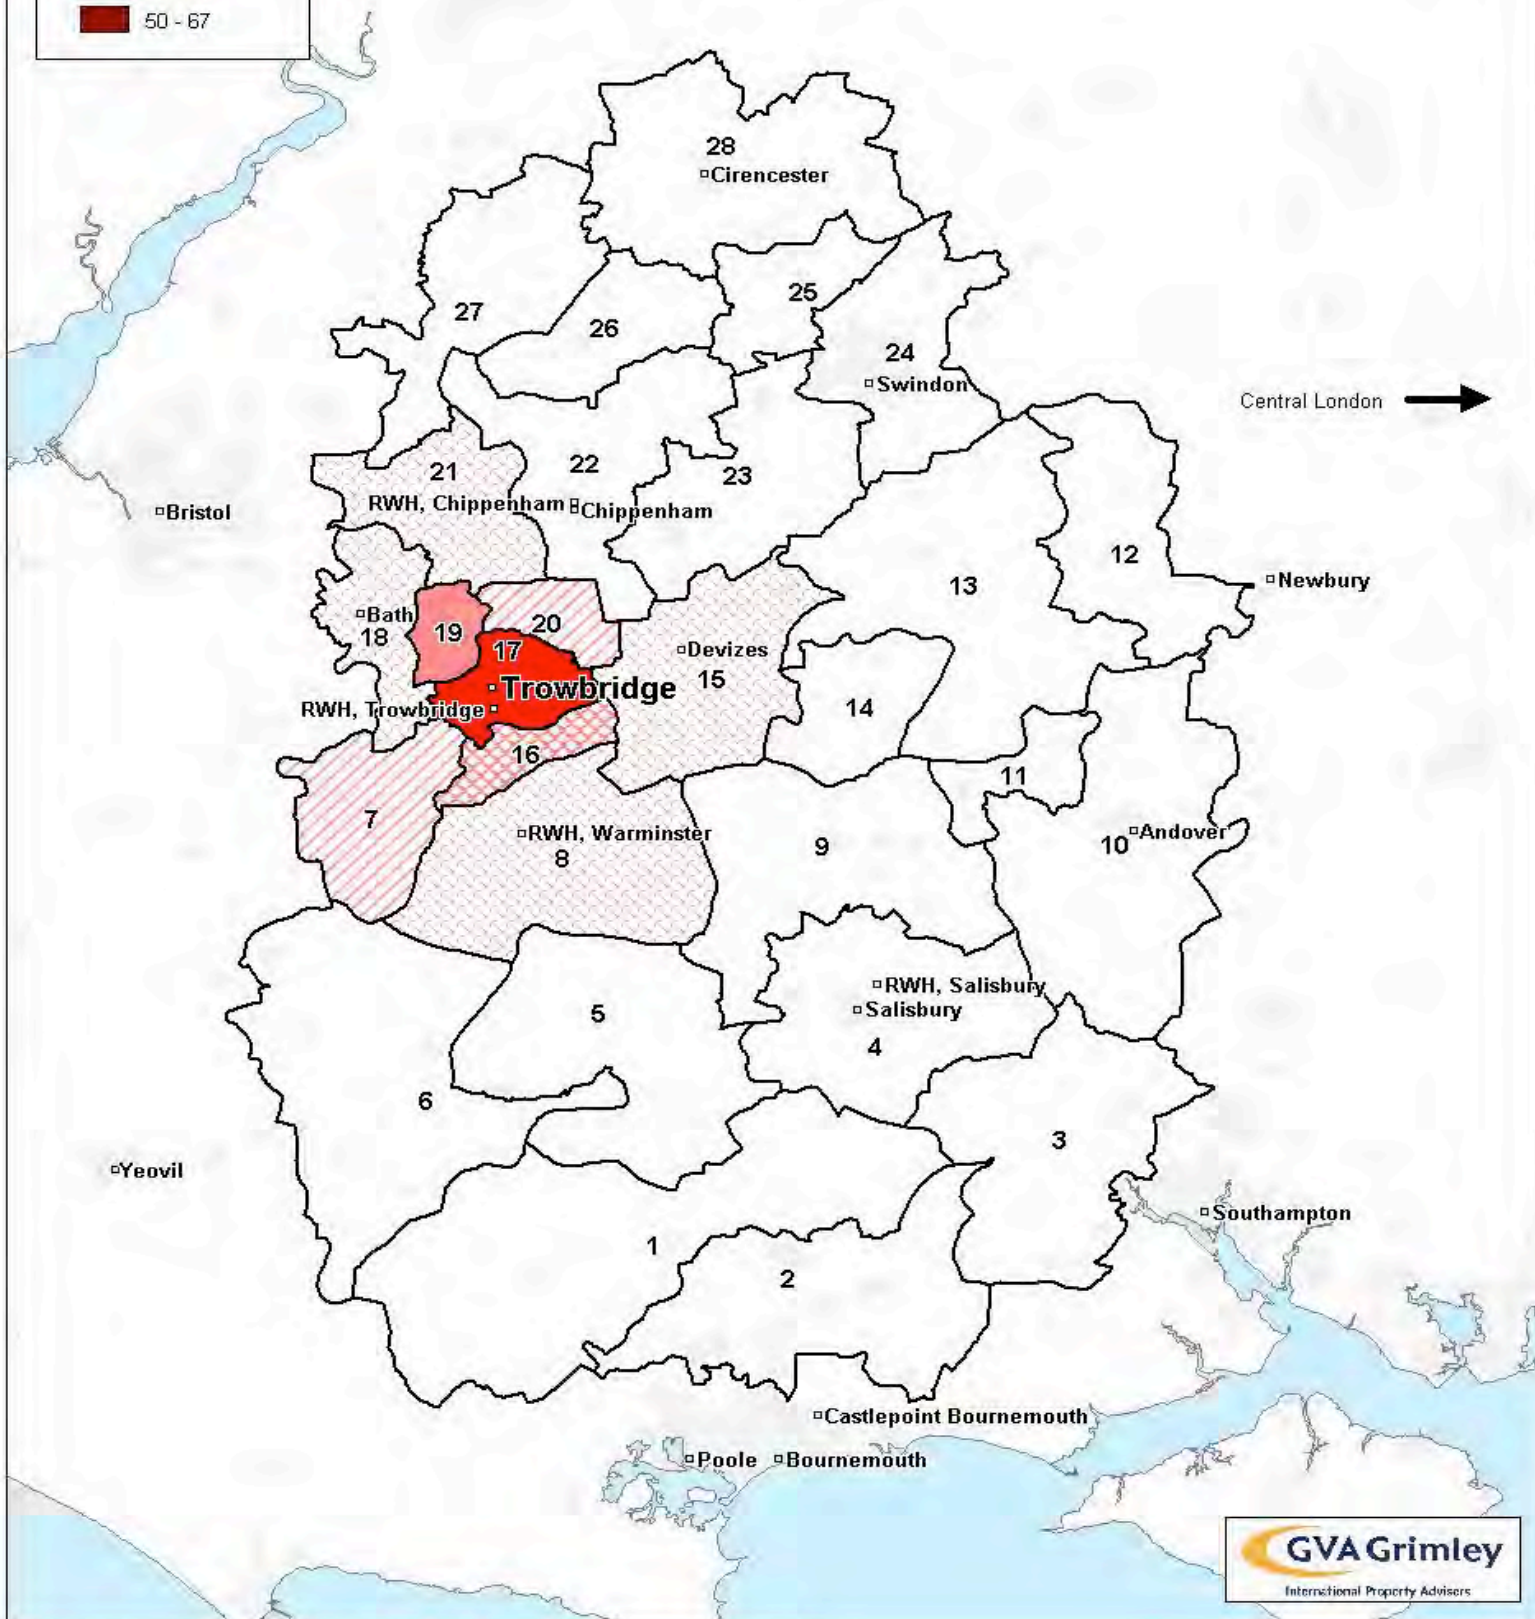 50 - 67
28
Cirencester
27
26
25
24
Swindon
Central London
21
22
23
RWH, Chippenham
Chippenham
Bristol
12
13
Newbury
Bath
18
19
20
17
Devizes
15
Trowbridge
RWH, Trowbridge
14
16
11
7
RWH, Warminster
8
9
10
Andover
RWH, Salisbury
Salisbury
4
5
6
3
Yeovil
Southampton
1
2
Castlepoint Bournemouth
Poole
Bournemouth
GVA Grimley
International Property Advisers